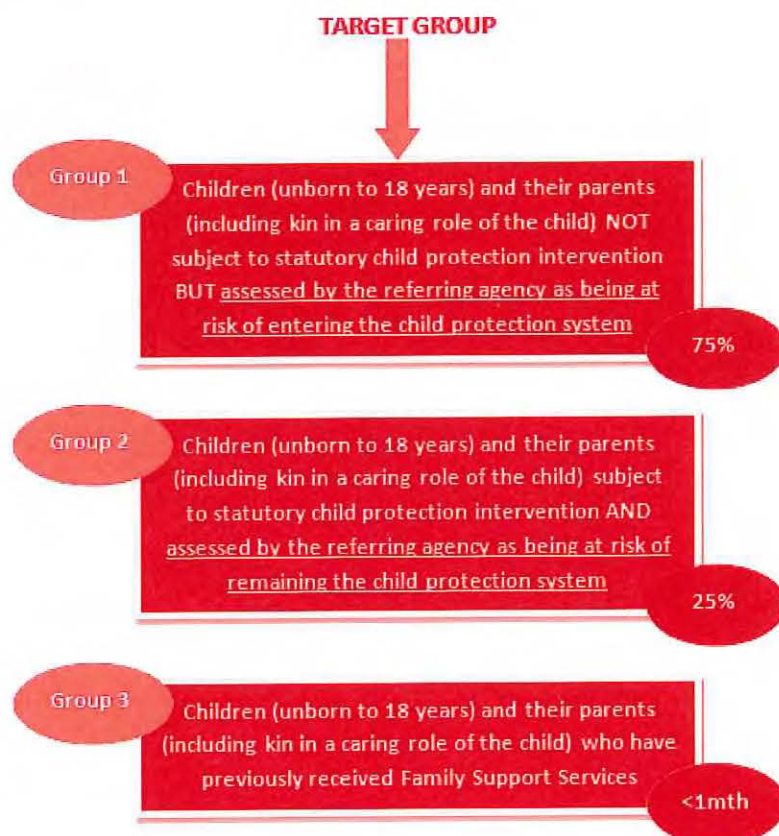 TARGET GROUP
Group 1
Children (unborn to 18 years) and their parents
(including kin in a caring role of the child) NOT
subject to statutory child protection intervention
BUT assessed by the referring agency as being at
risk of entering the child protection system
75%
Group 2
Children (unborn to 18 years) and their parents
(including kin in a caring role of the child) subject
to statutory child protection intervention AND
assessed by the referring agency as being at risk of
remaining the child protection system
25%
Group 3
Children (unborn to 18 years) and their parents
(including kin in a caring role of the child) who have
previously received Family Support Services
<1mth